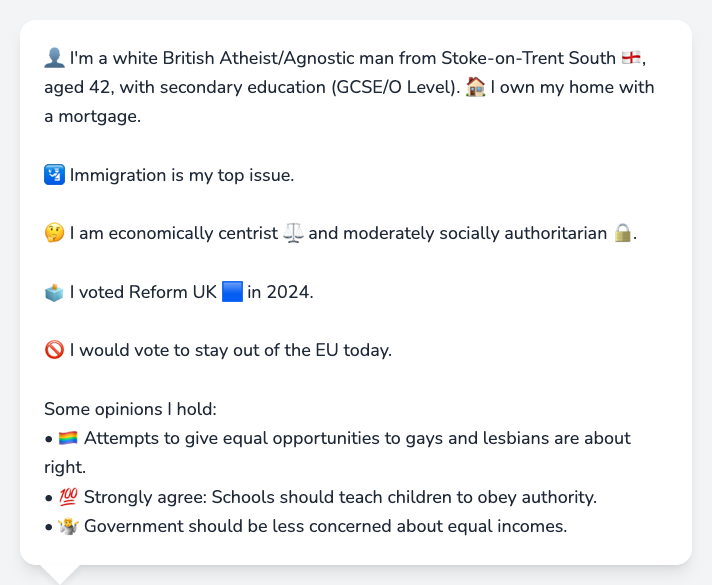 👤 I'm a white British Atheist/Agnostic man from Stoke-on-Trent South 🏴󠁧󠁢󠁥󠁮󠁧󠁿,
aged 42, with secondary education (GCSE/O Level). 🏠 I own my home with
a mortgage.
🛂 Immigration is my top issue.
🤔 I am economically centrist ⚖️ and moderately socially authoritarian 🔒.
🗳️ I voted Reform UK 🟦 in 2024.
🚫 I would vote to stay out of the EU today.
Some opinions I hold:
• 🏳️‍🌈 Attempts to give equal opportunities to gays and lesbians are about
right.
• 💯 Strongly agree: Schools should teach children to obey authority.
• 🤷 Government should be less concerned about equal incomes.